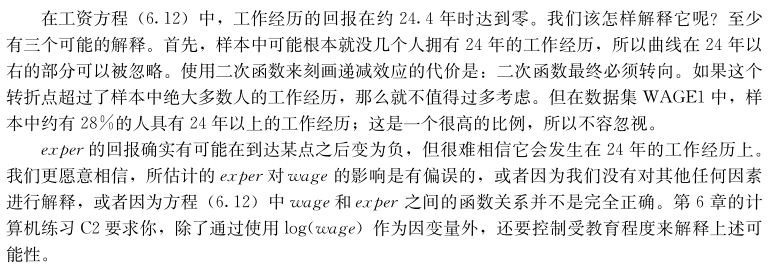 在工资方程（6.12）中，工作经历的回报在约 24.4 年时达到零。我们该怎样解释它呢？至少
有三个可能的解释。首先，样本中可能根本就没几个人拥有 24 年的工作经历，所以曲线在 24 年以
右的部分可以被忽略。使用二次函数来刻画递减效应的代价是：二次函数最终必须转向。如果这个
转折点超过了样本中绝大多数人的工作经历，那么就不值得过多考虑。但在数据集 WAGE1 中，样
本中约有 28%的人具有 24 年以上的工作经历；这是一个很高的比例，所以不容忽视。
exper 的回报确实有可能在到达某点之后变为负，但很难相信它会发生在 24 年的工作经历上。
我们更愿意相信，所估计的 exper 对 wage 的影响是有偏误的，或者因为我们没有对其他任何因素
进行解释，或者因为方程（6.12）中 wage 和 exper 之间的函数关系并不是完全正确。第 6 章的计
算机练习 C2 要求你，除了通过使用 log(wage) 作为因变量外，还要控制受教育程度来解释上述可
能性。